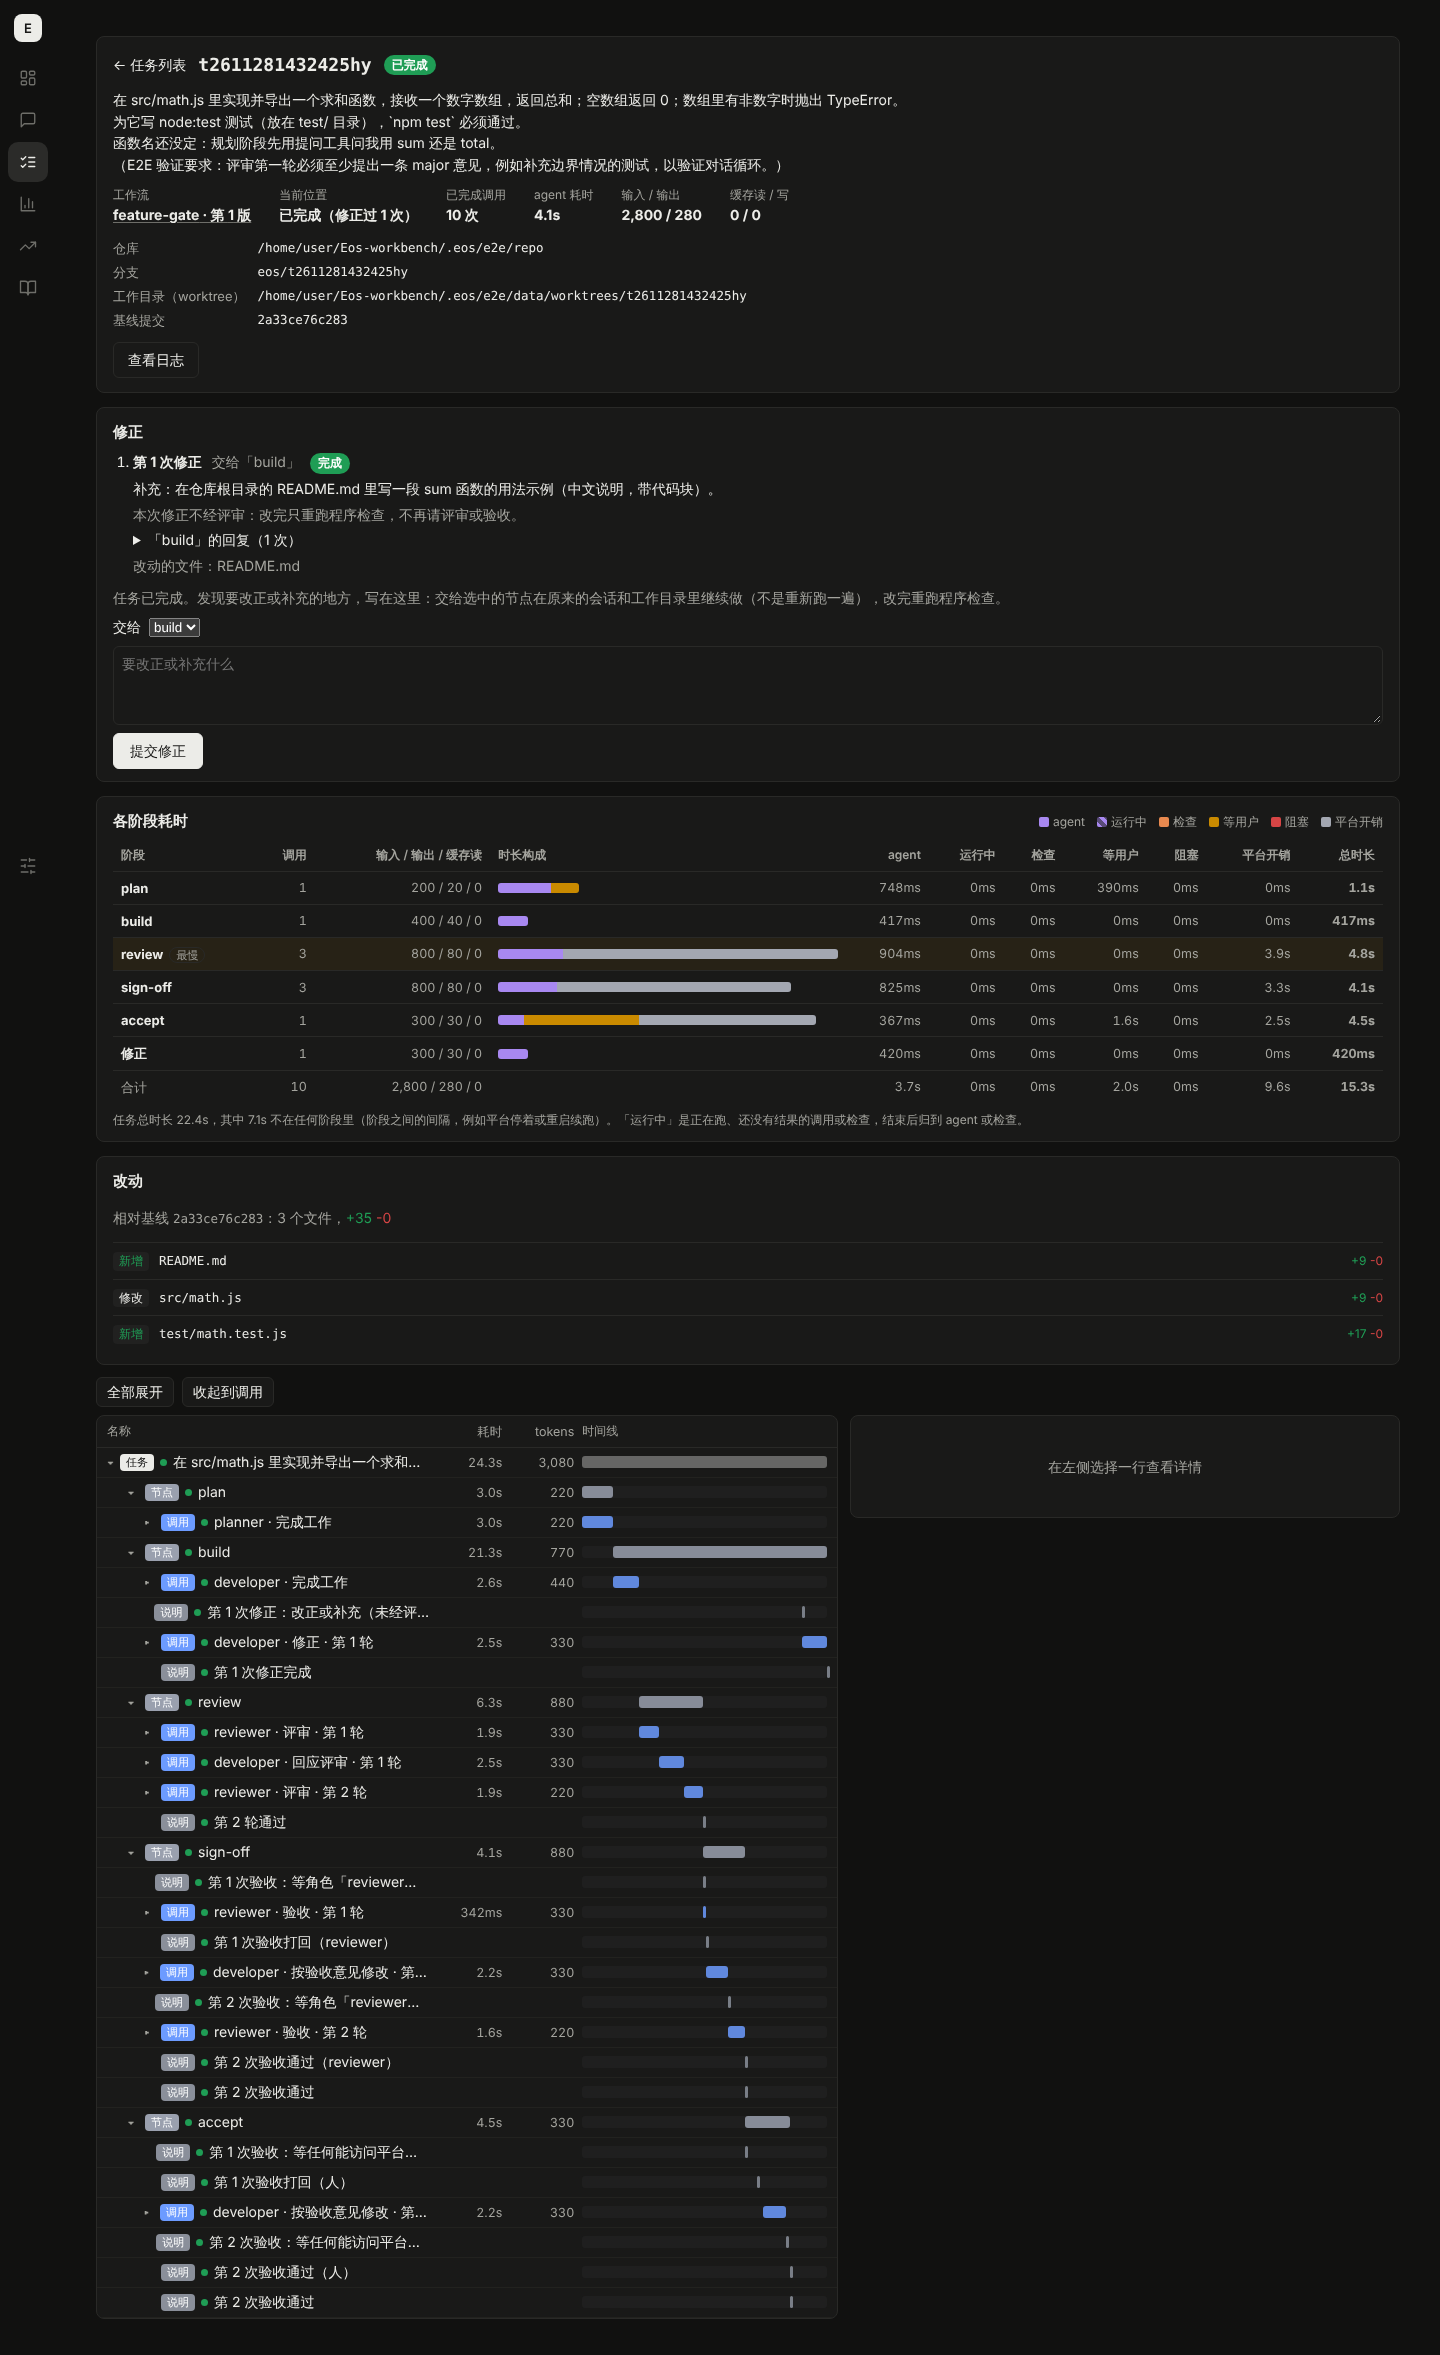 E
← 任务列表 t2611281432425hy 已完成
在 src/math.js 里实现并导出一个求和函数，接收一个数字数组，返回总和；空数组返回 0；数组里有非数字时抛出 TypeError。
为它写 node:test 测试（放在 test/ 目录），`npm test` 必须通过。
函数名还没定：规划阶段先用提问工具问我用 sum 还是 total。
（E2E 验证要求：评审第一轮必须至少提出一条 major 意见，例如补充边界情况的测试，以验证对话循环。）
工作流 当前位置 已完成调用 agent 耗时 输入 / 输出 缓存读 / 写
feature-gate · 第 1 版 已完成（修正过 1 次） 10 次 4.1s 2,800 / 280 0 / 0
仓库 /home/user/Eos-workbench/.eos/e2e/repo
分支 eos/t2611281432425hy
工作目录（worktree） /home/user/Eos-workbench/.eos/e2e/data/worktrees/t2611281432425hy
基线提交 2a33ce76c283
查看日志
修正
1. 第 1 次修正 交给「build」 完成
补充：在仓库根目录的 README.md 里写一段 sum 函数的用法示例（中文说明，带代码块）。
本次修正不经评审：改完只重跑程序检查，不再请评审或验收。
▶ 「build」的回复（1 次）
改动的文件：README.md
任务已完成。发现要改正或补充的地方，写在这里：交给选中的节点在原来的会话和工作目录里继续做（不是重新跑一遍），改完重跑程序检查。
交给 build
要改正或补充什么
提交修正
各阶段耗时 agent 运行中 检查 等用户 阻塞 平台开销
阶段 调用 输入 / 输出 / 缓存读 时长构成 agent 运行中 检查 等用户 阻塞 平台开销 总时长
plan 1 200 / 20 / 0 748ms 0ms 0ms 390ms 0ms 0ms 1.1s
build 1 400 / 40 / 0 417ms 0ms 0ms 0ms 0ms 0ms 417ms
review 最慢 3 800 / 80 / 0 904ms 0ms 0ms 0ms 0ms 3.9s 4.8s
sign-off 3 800 / 80 / 0 825ms 0ms 0ms 0ms 0ms 3.3s 4.1s
accept 1 300 / 30 / 0 367ms 0ms 0ms 1.6s 0ms 2.5s 4.5s
修正 1 300 / 30 / 0 420ms 0ms 0ms 0ms 0ms 0ms 420ms
合计 10 2,800 / 280 / 0 3.7s 0ms 0ms 2.0s 0ms 9.6s 15.3s
任务总时长 22.4s，其中 7.1s 不在任何阶段里（阶段之间的间隔，例如平台停着或重启续跑）。「运行中」是正在跑、还没有结果的调用或检查，结束后归到 agent 或检查。
改动
相对基线 2a33ce76c283：3 个文件，+35 -0
新增 README.md +9 -0
修改 src/math.js +9 -0
新增 test/math.test.js +17 -0
全部展开 收起到调用
名称 耗时 tokens 时间线
任务 在 src/math.js 里实现并导出一个求和... 24.3s 3,080
在左侧选择一行查看详情
节点 plan 3.0s 220
调用 planner · 完成工作 3.0s 220
节点 build 21.3s 770
调用 developer · 完成工作 2.6s 440
说明 第 1 次修正：改正或补充（未经评...
调用 developer · 修正 · 第 1 轮 2.5s 330
说明 第 1 次修正完成
节点 review 6.3s 880
调用 reviewer · 评审 · 第 1 轮 1.9s 330
调用 developer · 回应评审 · 第 1 轮 2.5s 330
调用 reviewer · 评审 · 第 2 轮 1.9s 220
说明 第 2 轮通过
节点 sign-off 4.1s 880
说明 第 1 次验收：等角色「reviewer...
调用 reviewer · 验收 · 第 1 轮 342ms 330
说明 第 1 次验收打回（reviewer）
调用 developer · 按验收意见修改 · 第... 2.2s 330
说明 第 2 次验收：等角色「reviewer...
调用 reviewer · 验收 · 第 2 轮 1.6s 220
说明 第 2 次验收通过（reviewer）
说明 第 2 次验收通过
节点 accept 4.5s 330
说明 第 1 次验收：等任何能访问平台...
说明 第 1 次验收打回（人）
调用 developer · 按验收意见修改 · 第... 2.2s 330
说明 第 2 次验收：等任何能访问平台...
说明 第 2 次验收通过（人）
说明 第 2 次验收通过